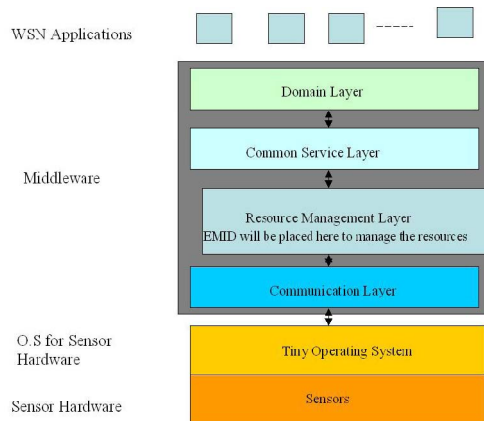 WSN Applications
Domain Layer
Common Service Layer
Middleware
Resource Management Layer
EMID will be placed here to manage the resources
Communication Layer
O.S for Sensor
Hardware
Tiny Operating System
Sensor Hardware
Sensors